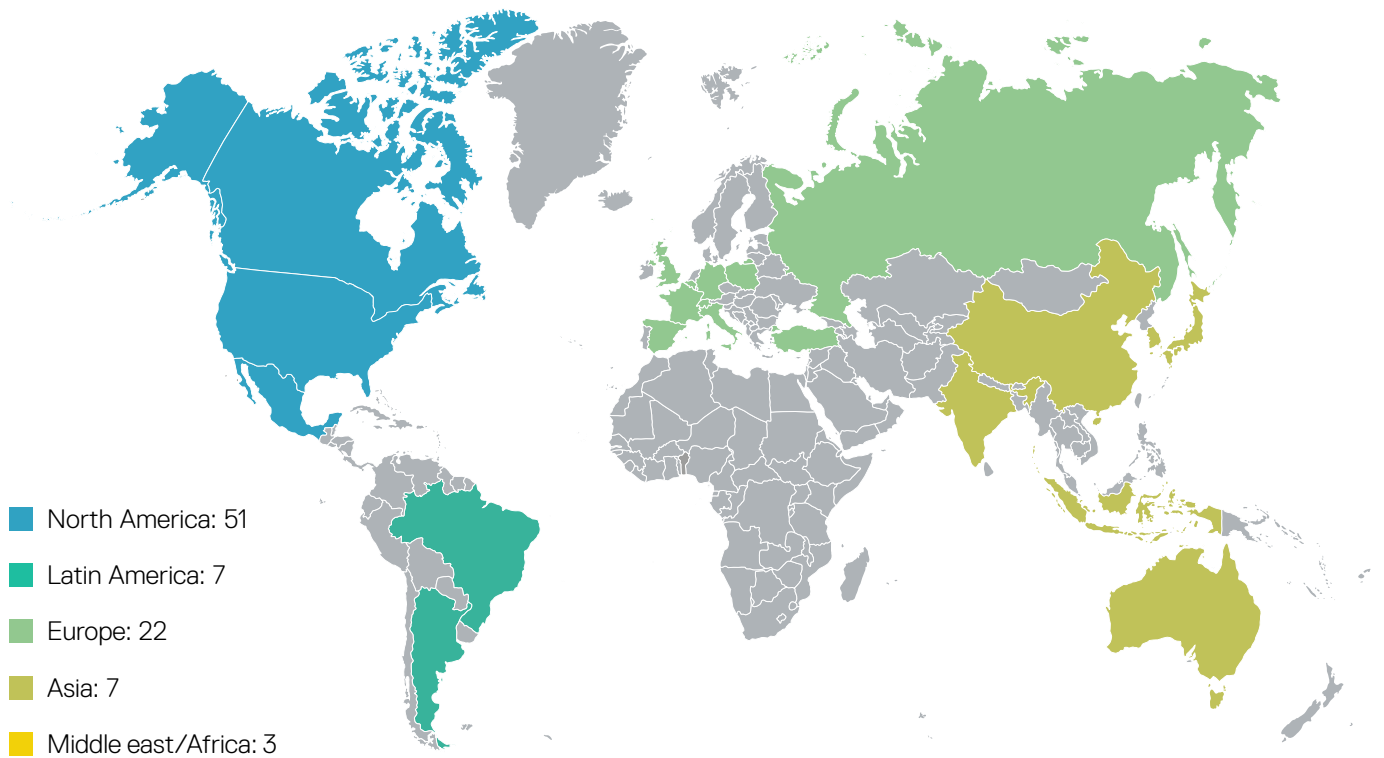 North America: 51
Latin America: 7
Europe: 22
Asia: 7
Middle east/Africa: 3